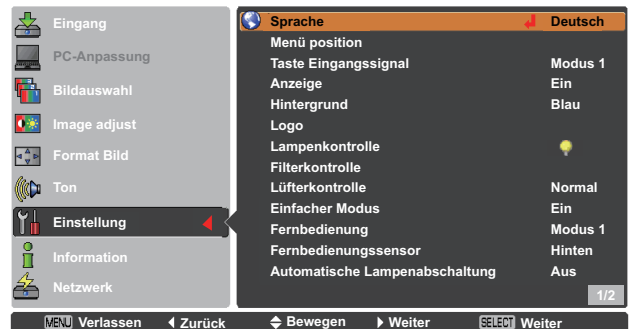 Eingang
PC-Anpassung
Bildauswahl
Image adjust
Format Bild
Ton
Einstellung
Information
Netzwerk
Sprache Deutsch
Menü position
Taste Eingangssignal Modus 1
Anzeige Ein
Hintergrund Blau
Logo
Lampenkontrolle
Filterkontrolle
Lüfterkontrolle Normal
Einfacher Modus Ein
Fernbedienung Modus 1
Fernbedienungssensor Hinten
Automatische Lampenabschaltung Aus
1/2
MENU Verlassen Zurück Bewegen Weiter SELECT Weiter